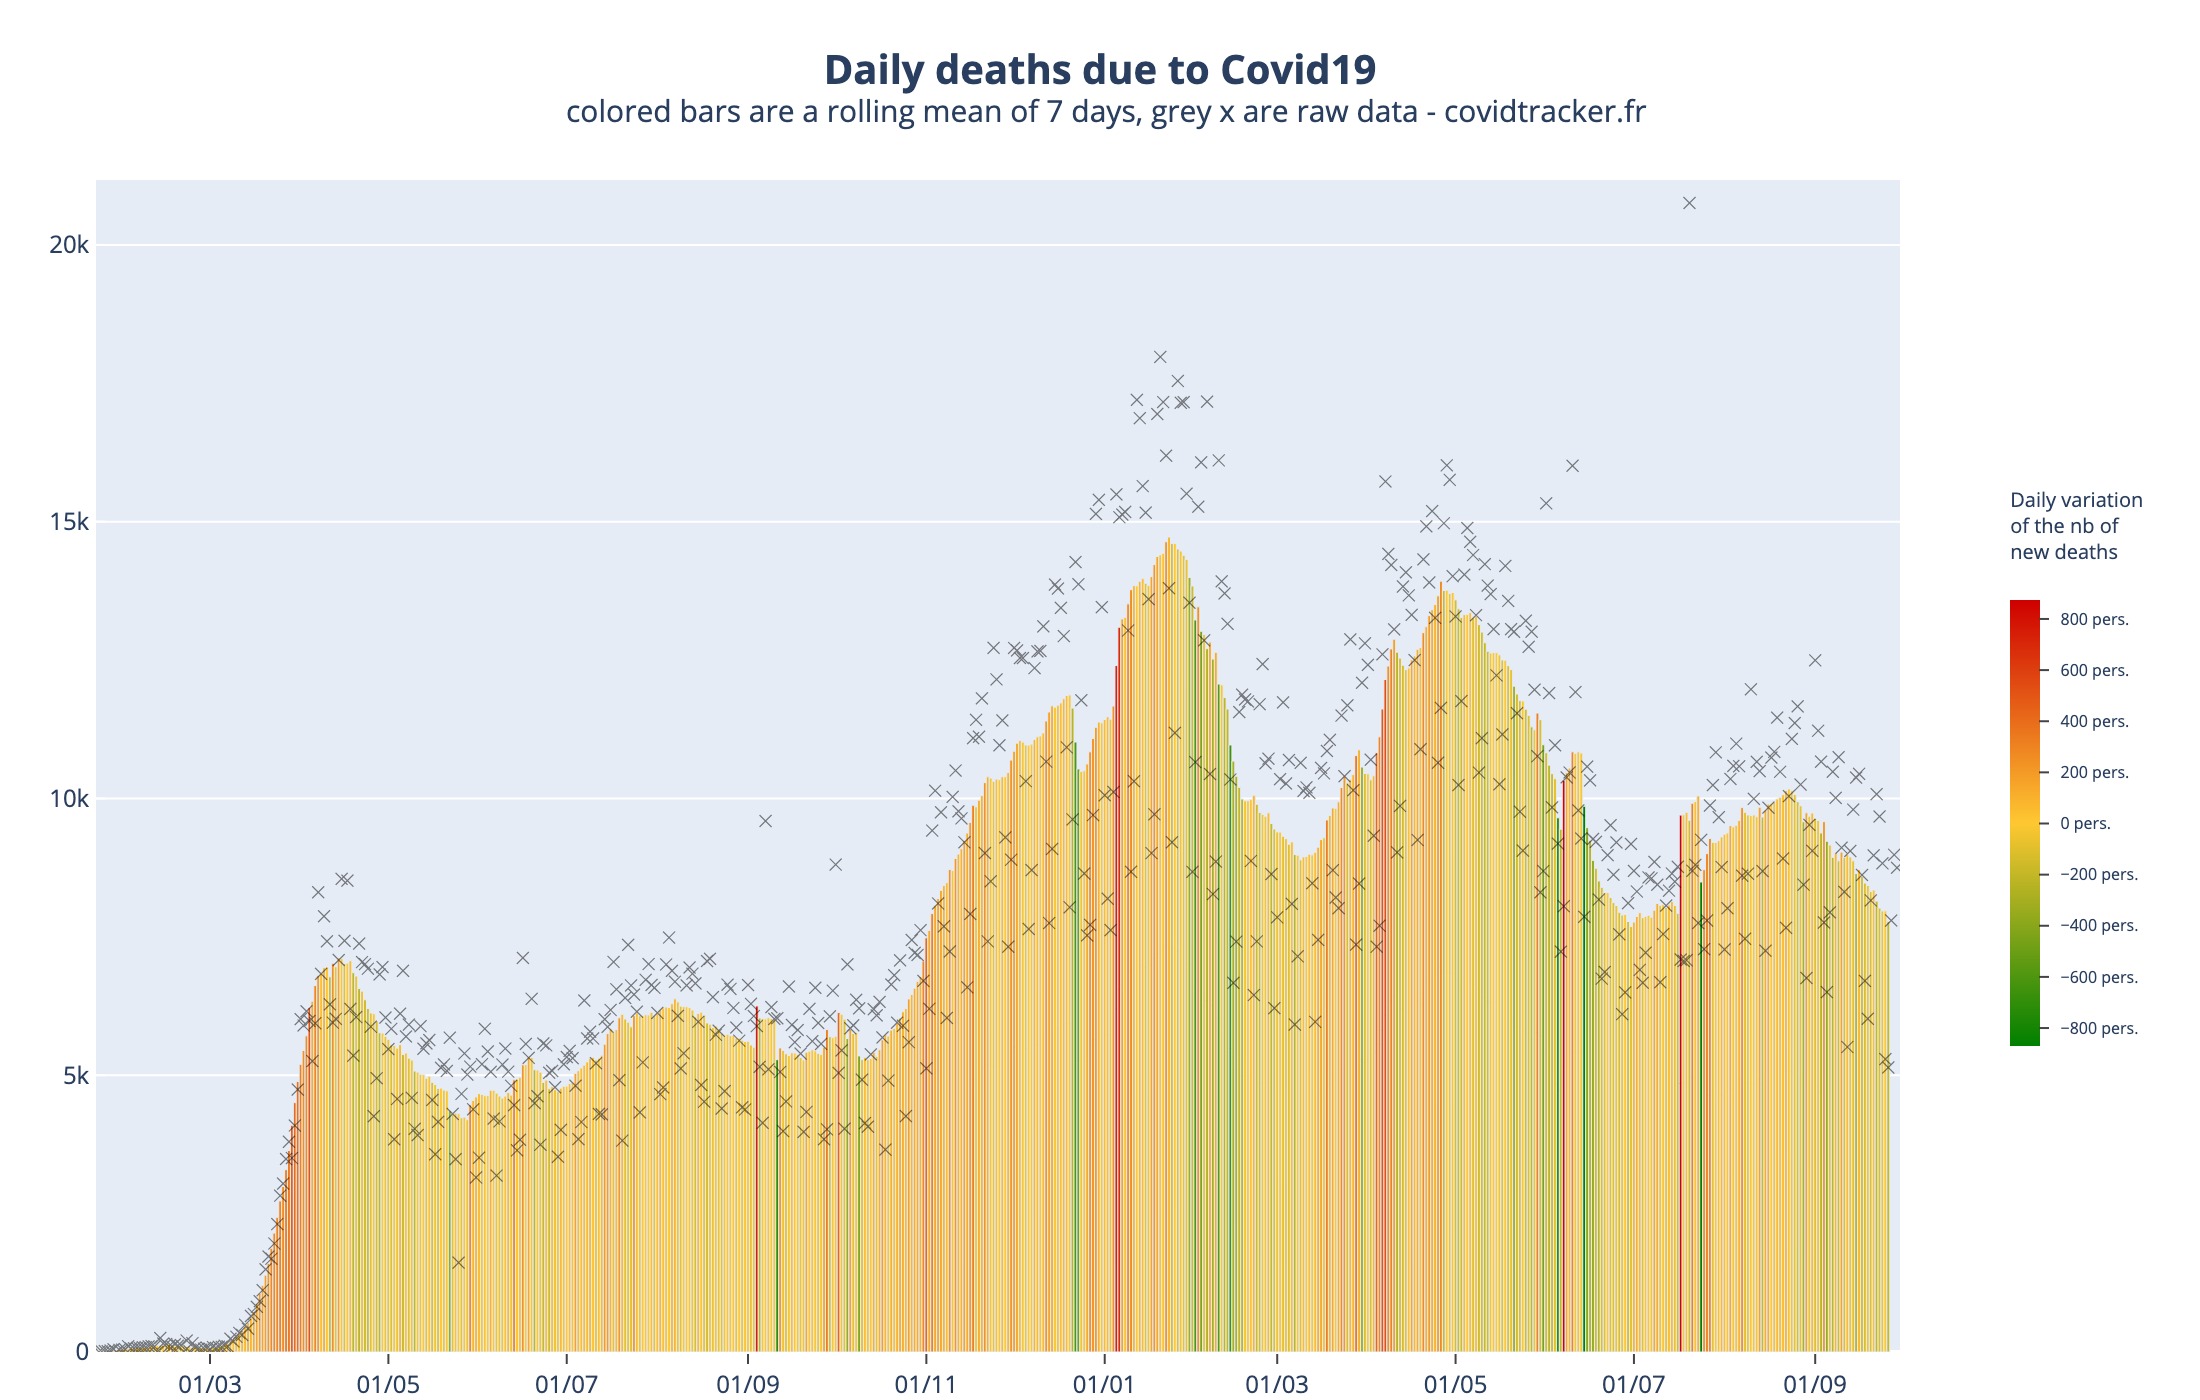 Daily deaths due to Covid19
colored bars are a rolling mean of 7 days, grey x are raw data - covidtracker.fr
20k
15k
10k
5k
0
01/03
01/05
01/07
01/09
01/11
01/01
01/03
01/05
01/07
01/09
Daily variation
of the nb of
new deaths
800 pers.
600 pers.
400 pers.
200 pers.
0 pers.
−200 pers.
−400 pers.
−600 pers.
−800 pers.